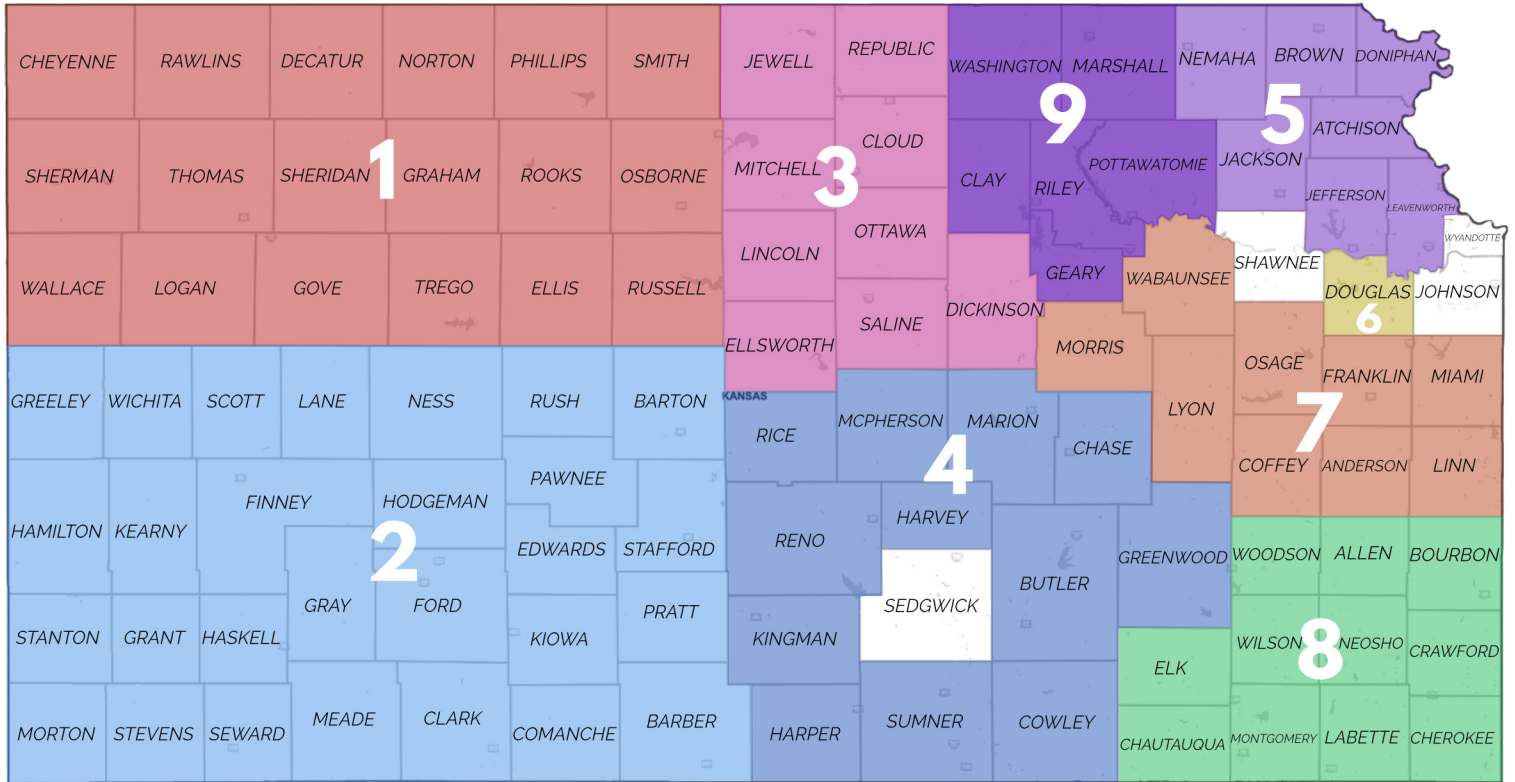 CHEYENNE RAWLINS DECATUR NORTON PHILLIPS SMITH JEWELL REPUBLIC WASHINGTON MARSHALL NEMAHA BROWN DONIPHAN
9 5
SHERMAN THOMAS SHERIDAN 1 GRAHAM ROOKS OSBORNE MITCHELL 3 CLOUD CLAY RILEY POTTAWATOMIE JACKSON ATCHISON
JEFFERSON LEAVENWORTH
LINCOLN OTTAWA WYANDOTTE
WALLACE LOGAN GOVE TREGO ELLIS RUSSELL GEARY WABAUNSEE SHAWNEE DOUGLAS JOHNSON
ELLSWORTH SALINE DICKINSON MORRIS 6
KANSAS
GREELEY WICHITA SCOTT LANE NESS RUSH BARTON RICE MCPHERSON MARION CHASE LYON OSAGE FRANKLIN MIAMI
4 7
PAWNEE COFFEY ANDERSON LINN
HAMILTON KEARNY FINNEY HODGEMAN HARVEY
2 EDWARDS STAFFORD RENO BUTLER GREENWOOD WOODSON ALLEN BOURBON
GRAY FORD PRATT SEDGWICK
STANTON GRANT HASKELL KIOWA KINGMAN ELK WILSON 8 NEOSHO CRAWFORD
MORTON STEVENS SEWARD MEADE CLARK COMANCHE BARBER HARPER SUMNER COWLEY CHAUTAUQUA MONTGOMERY LABETTE CHEROKEE